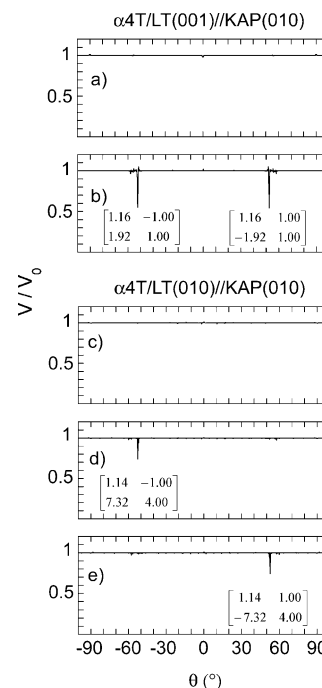 α4T/LT(001)//KAP(010)
1
0.5
a)
1
0.5
b)
1.16 −1.00
1.92 1.00
1.16 1.00
−1.92 1.00
V / V0
α4T/LT(010)//KAP(010)
1
0.5
c)
1
0.5
d)
1.14 −1.00
7.32 4.00
1
0.5
e)
1.14 1.00
−7.32 4.00
-90 -60 -30 0 30 60 90
θ (°)